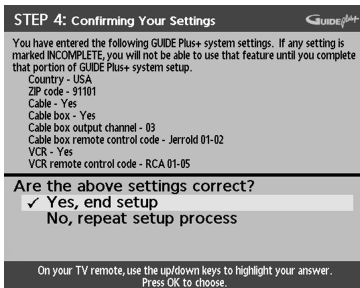 STEP 4: Confirming Your Settings
GUIDE Plus+
You have entered the following GUIDE Plus+ system settings. If any setting is
marked INCOMPLETE, you will not be able to use that feature until you complete
that portion of GUIDE Plus+ system setup.
Country - USA
ZIP code - 91101
Cable - Yes
Cable box - Yes
Cable box output channel - 03
Cable box remote control code - Jerrold 01-02
VCR - Yes
VCR remote control code - RCA 01-05
Are the above settings correct?
✓ Yes, end setup
No, repeat setup process
On your TV remote, use the up/down keys to highlight your answer.
Press OK to choose.